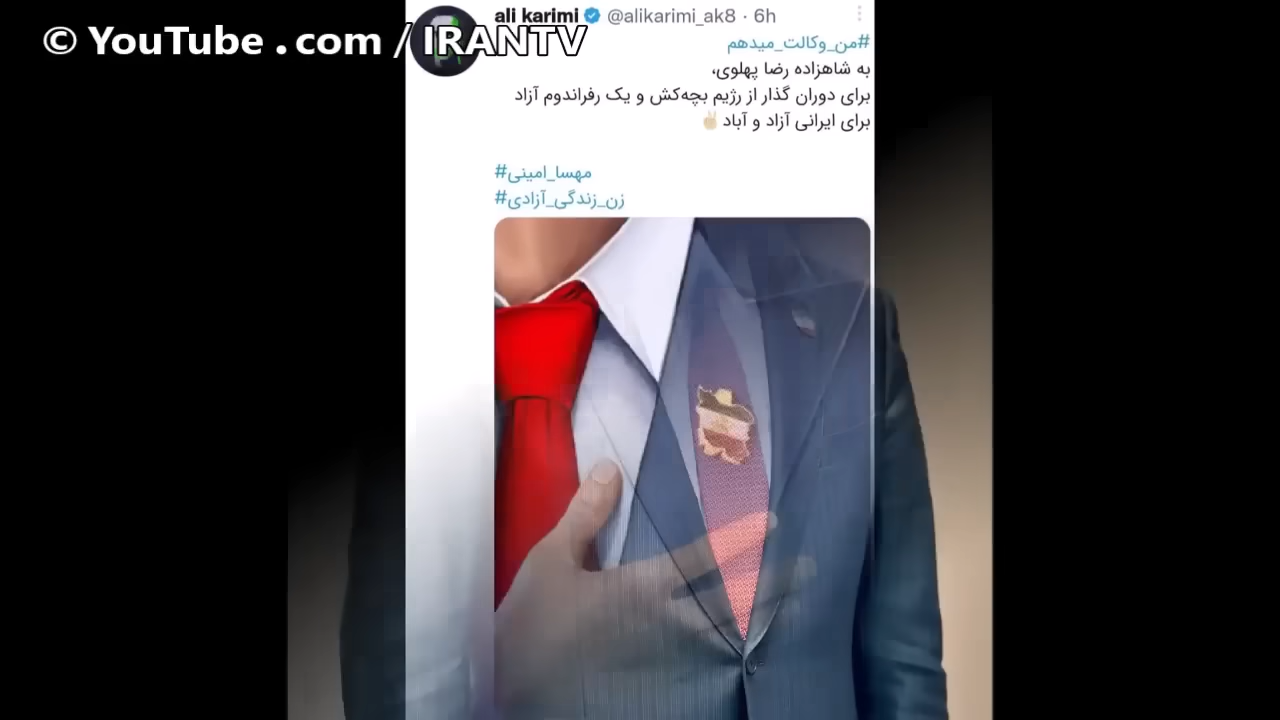 © YouTube . com / IRANTV
ali karimi @alikarimi_ak8 · 6h
#من_وکالت_میدهم
به شاهزاده رضا پهلوی،
برای دوران گذار از رژیم بچه‌کش و یک رفراندوم آزاد
برای ایرانی آزاد و آباد✌🏼
#مهسا_امینی
#زن_زندگی_آزادی